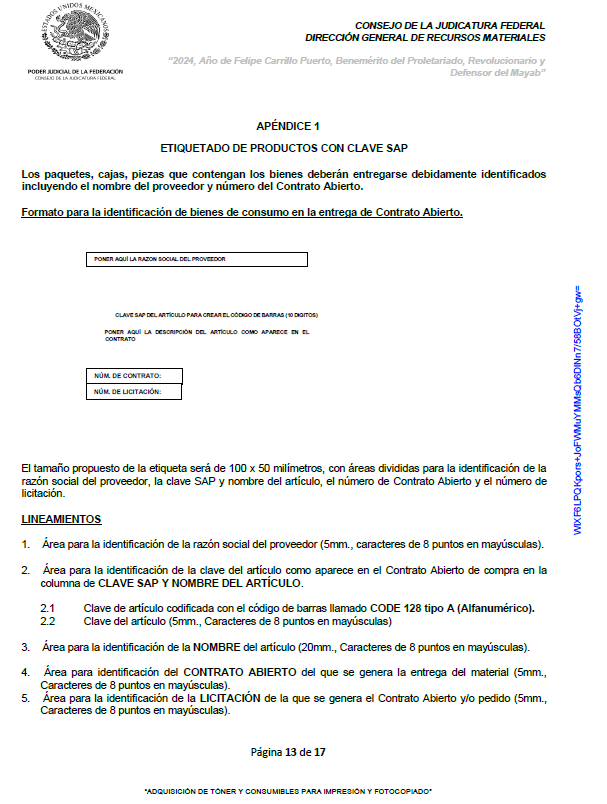 ESTADOS UNIDOS MEXICANOS
PODER JUDICIAL DE LA FEDERACIÓN
CONSEJO DE LA JUDICATURA FEDERAL
CONSEJO DE LA JUDICATURA FEDERAL
DIRECCIÓN GENERAL DE RECURSOS MATERIALES
"2024, Año de Felipe Carrillo Puerto, Benemérito del Proletariado, Revolucionario y
Defensor del Mayab"
APÉNDICE 1
ETIQUETADO DE PRODUCTOS CON CLAVE SAP
Los paquetes, cajas, piezas que contengan los bienes deberán entregarse debidamente identificados
incluyendo el nombre del proveedor y número del Contrato Abierto.
Formato para la identificación de bienes de consumo en la entrega de Contrato Abierto.
PONER AQUÍ LA RAZON SOCIAL DEL PROVEEDOR
CLAVE SAP DEL ARTÍCULO PARA CREAR EL CÓDIGO DE BARRAS (10 DIGITOS)
PONER AQUÍ LA DESCRIPCIÓN DEL ARTÍCULO COMO APARECE EN EL
CONTRATO
NÚM. DE CONTRATO:
NÚM. DE LICITACIÓN:
El tamaño propuesto de la etiqueta será de 100 x 50 milímetros, con áreas divididas para la identificación de la
razón social del proveedor, la clave SAP y nombre del artículo, el número de Contrato Abierto y el número de
licitación.
LINEAMIENTOS
1. Área para la identificación de la razón social del proveedor (5mm., caracteres de 8 puntos en mayúsculas).
2. Área para la identificación de la clave del artículo como aparece en el Contrato Abierto de compra en la
columna de CLAVE SAP Y NOMBRE DEL ARTÍCULO.
2.1 Clave de artículo codificada con el código de barras llamado CODE 128 tipo A (Alfanumérico).
2.2 Clave del artículo (5mm., Caracteres de 8 puntos en mayúsculas)
3. Área para la identificación de la NOMBRE del artículo (20mm., Caracteres de 8 puntos en mayúsculas).
4. Área para identificación del CONTRATO ABIERTO del que se genera la entrega del material (5mm.,
Caracteres de 8 puntos en mayúsculas).
5. Área para la identificación de la LICITACIÓN de la que se genera el Contrato Abierto y/o pedido (5mm.,
Caracteres de 8 puntos en mayúsculas).
Página 13 de 17
"ADQUISICIÓN DE TÓNER Y CONSUMIBLES PARA IMPRESIÓN Y FOTOCOPIADO"